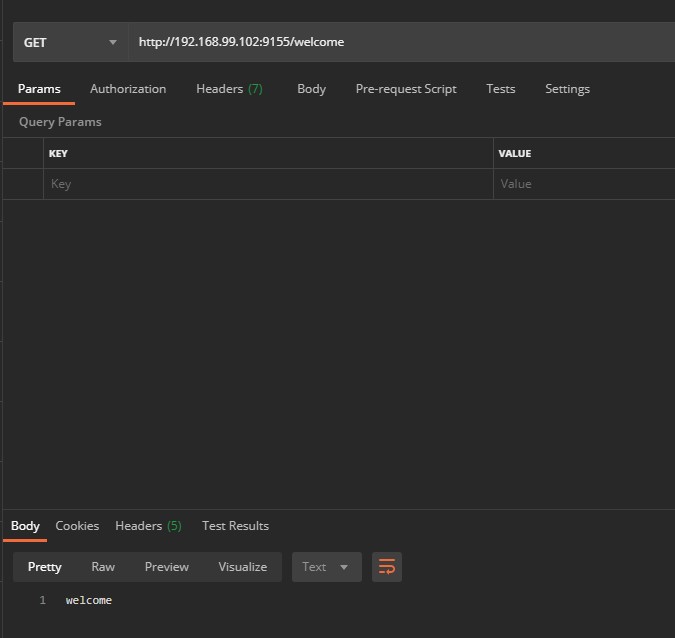 GET http://192.168.99.102:9155/welcome
Params Authorization Headers (7) Body Pre-request Script Tests Settings
Query Params
KEY VALUE
Key Value
Body Cookies Headers (5) Test Results
Pretty Raw Preview Visualize Text
1 welcome